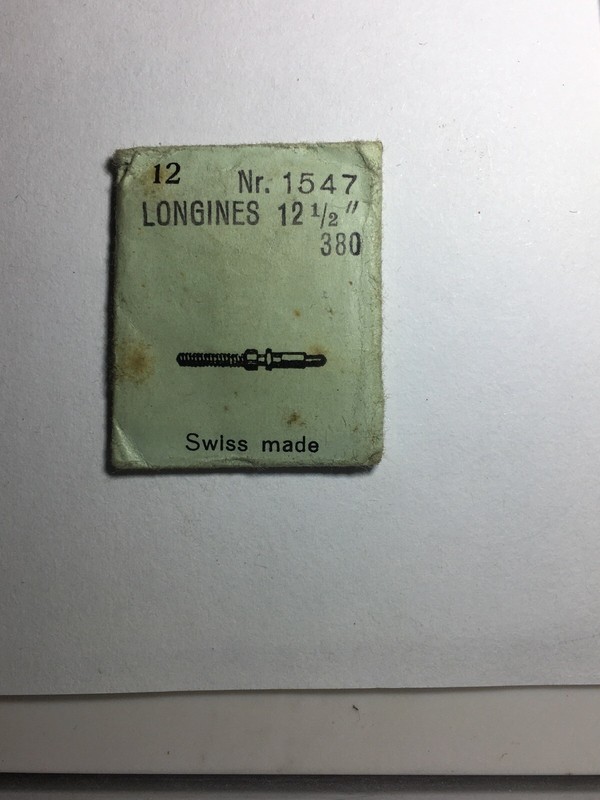 12 Nr. 1547
LONGINES 12 1/2"
380
Swiss made